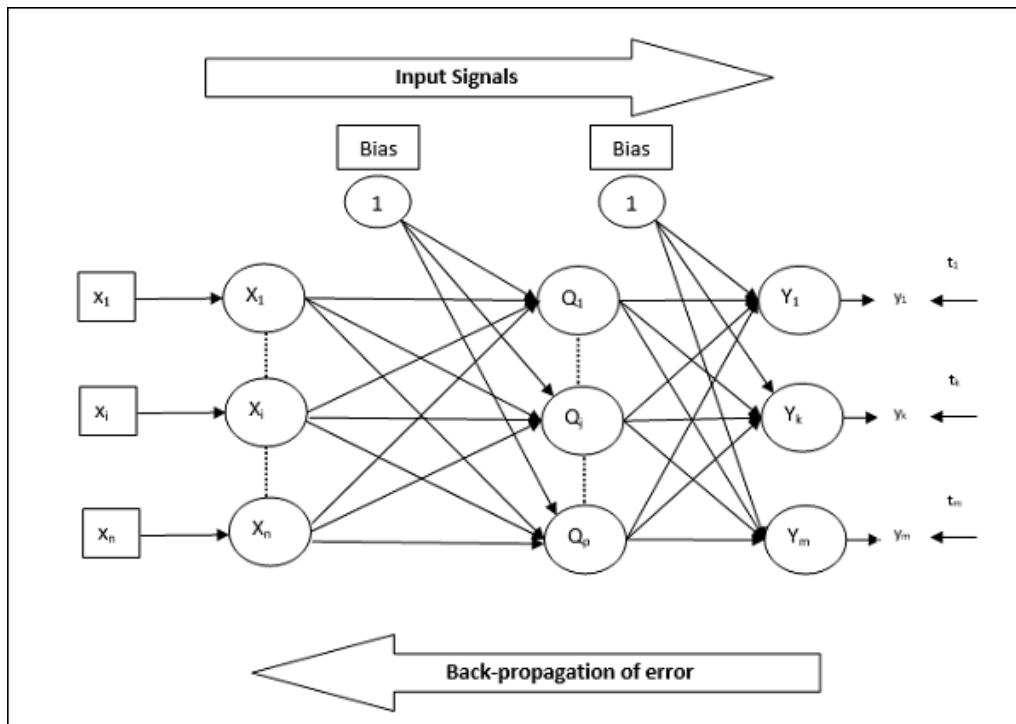 Input Signals
Bias Bias
1 1
x₁ X₁ Q₁ Y₁ y₁ t₁
xᵢ Xᵢ Qⱼ Yₖ yₖ tₖ
xₙ Xₙ Qₚ Yₘ yₘ tₘ
Back-propagation of error